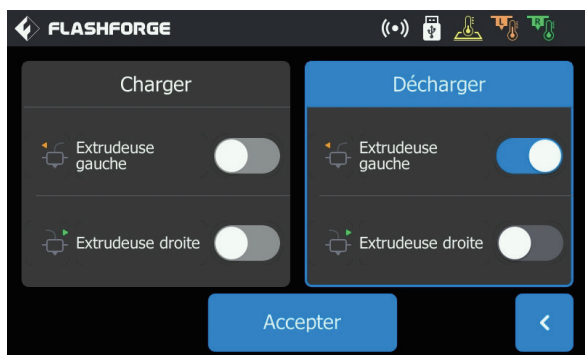 FLASHFORGE
L
R
Charger
Extrudeuse
gauche
Extrudeuse droite
Décharger
Extrudeuse
gauche
Extrudeuse droite
Accepter